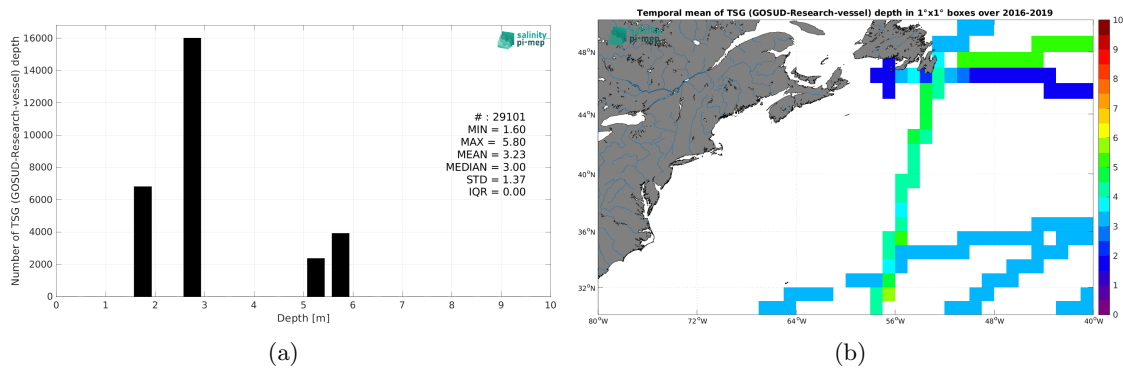 salinity
pi-mep
Number of TSG (GOSUD-Research-vessel) depth
16000
14000
12000
10000
8000
6000
4000
2000
0
# : 29101
MIN = 1.60
MAX = 5.80
MEAN = 3.23
MEDIAN = 3.00
STD = 1.37
IQR = 0.00
0 1 2 3 4 5 6 7 8 9 10
Depth [m]
(a)
Temporal mean of TSG (GOSUD-Research-vessel) depth in 1°x1° boxes over 2016-2019
48°N
44°N
40°N
36°N
32°N
80°W 72°W 64°W 56°W 48°W 40°W
10
9
8
7
6
5
4
3
2
1
0
(b)